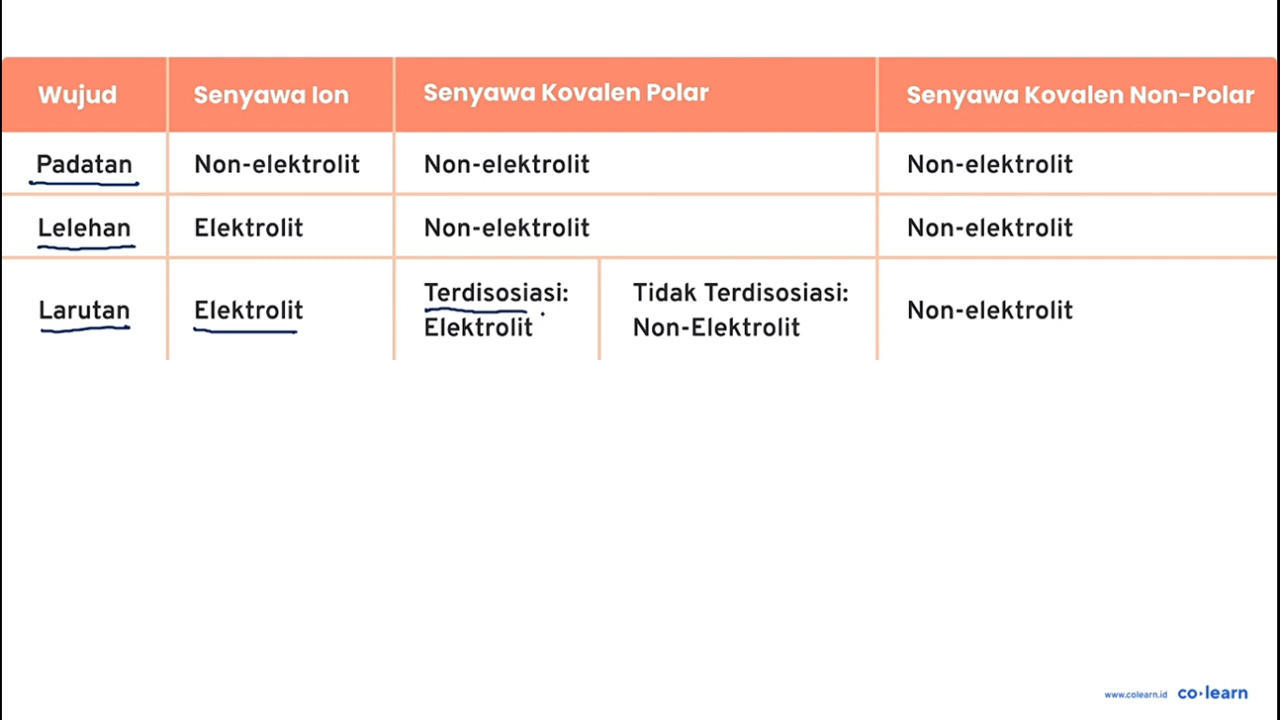 Wujud Senyawa Ion Senyawa Kovalen Polar Senyawa Kovalen Non-Polar
Padatan Non-elektrolit Non-elektrolit Non-elektrolit
Lelehan Elektrolit Non-elektrolit Non-elektrolit
Larutan Elektrolit Terdisosiasi: Tidak Terdisosiasi: Non-elektrolit
Elektrolit Non-Elektrolit
www.colearn.id co·learn